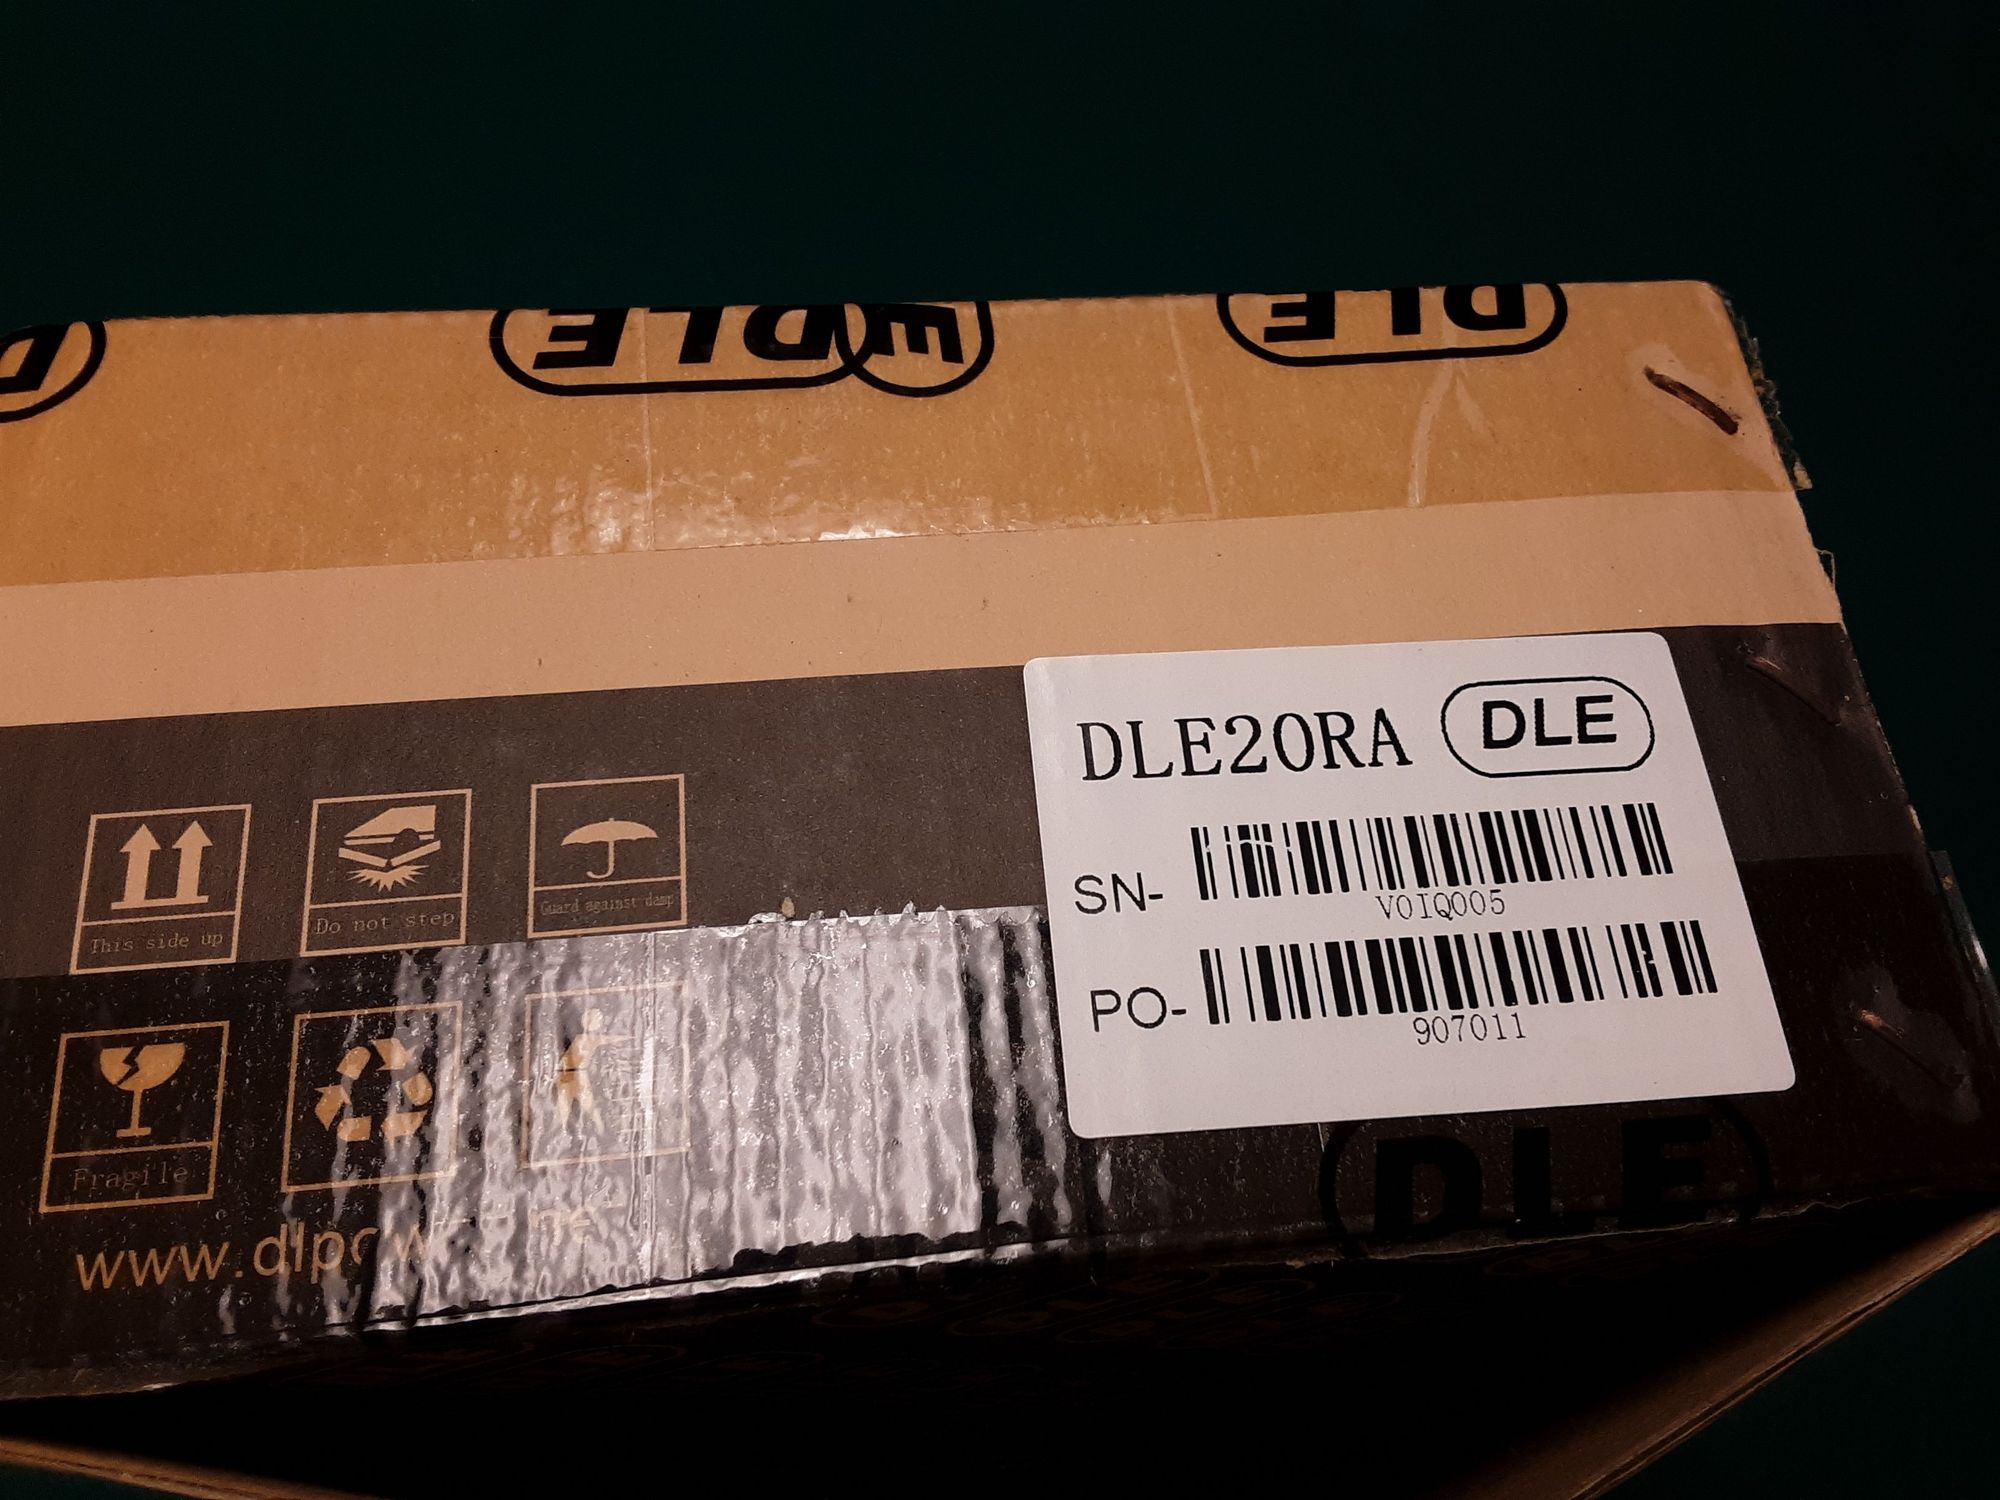 DLE DLE DLE
DLE20RA DLE
SN-
V0IQ005
PO-
907011
This side up
Do not step
Guard against damp
Fragile
DLE